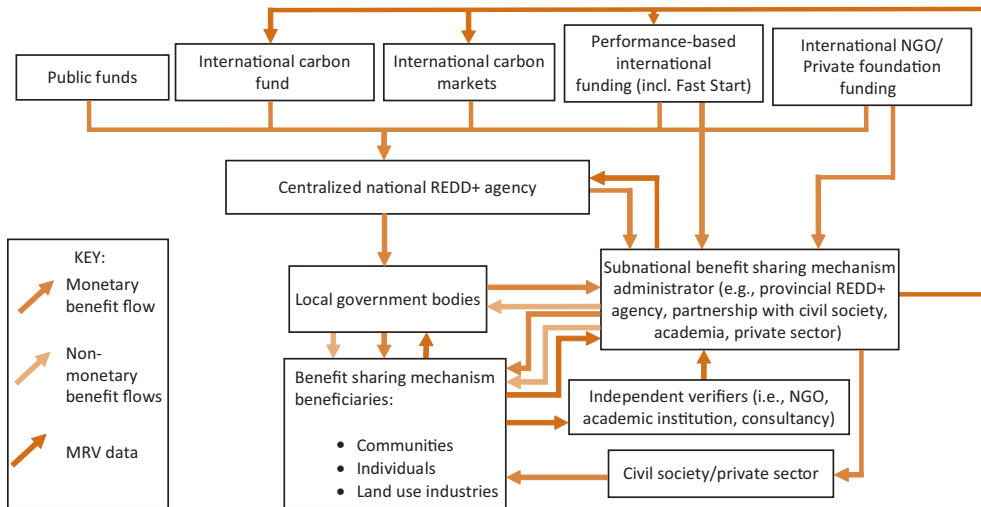 Public funds
International carbon
fund
International carbon
markets
Performance-based
international
funding (incl. Fast Start)
International NGO/
Private foundation
funding
Centralized national REDD+ agency
KEY:
Monetary
benefit flow
Non-
monetary
benefit flows
MRV data
Local government bodies
Subnational benefit sharing mechanism
administrator (e.g., provincial REDD+
agency, partnership with civil society,
academia, private sector)
Benefit sharing mechanism
beneficiaries:
• Communities
• Individuals
• Land use industries
Independent verifiers (i.e., NGO,
academic institution, consultancy)
Civil society/private sector